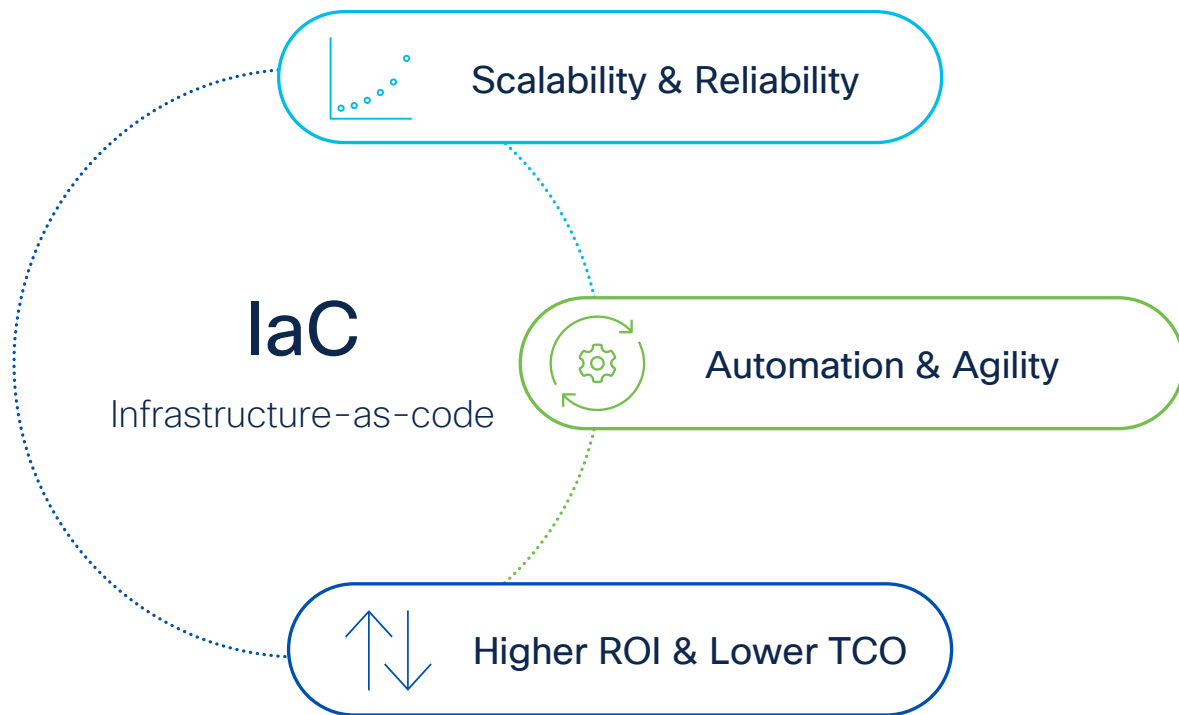 Scalability & Reliability
IaC
Infrastructure-as-code
Automation & Agility
Higher ROI & Lower TCO